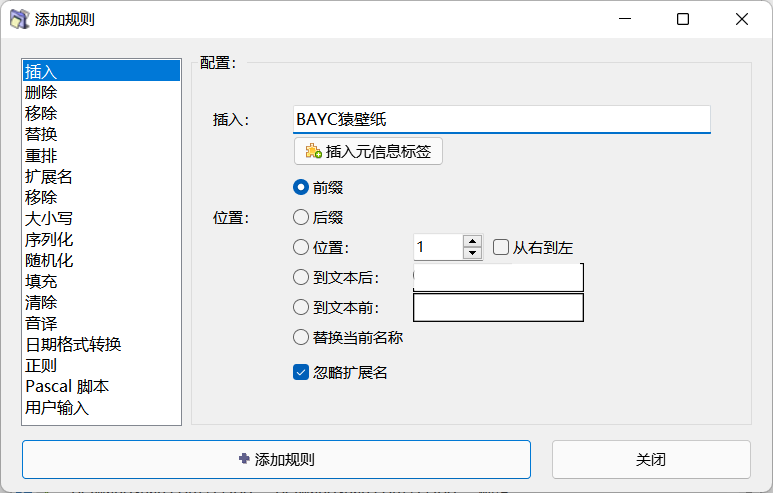 添加规则
插入
删除
移除
替换
重排
扩展名
移除
大小写
序列化
随机化
填充
清除
音译
日期格式转换
正则
Pascal 脚本
用户输入
配置：
插入： BAYC猿壁纸
插入元信息标签
位置：
前缀
后缀
位置： 1 从右到左
到文本后：
到文本前：
替换当前名称
忽略扩展名
添加规则
关闭